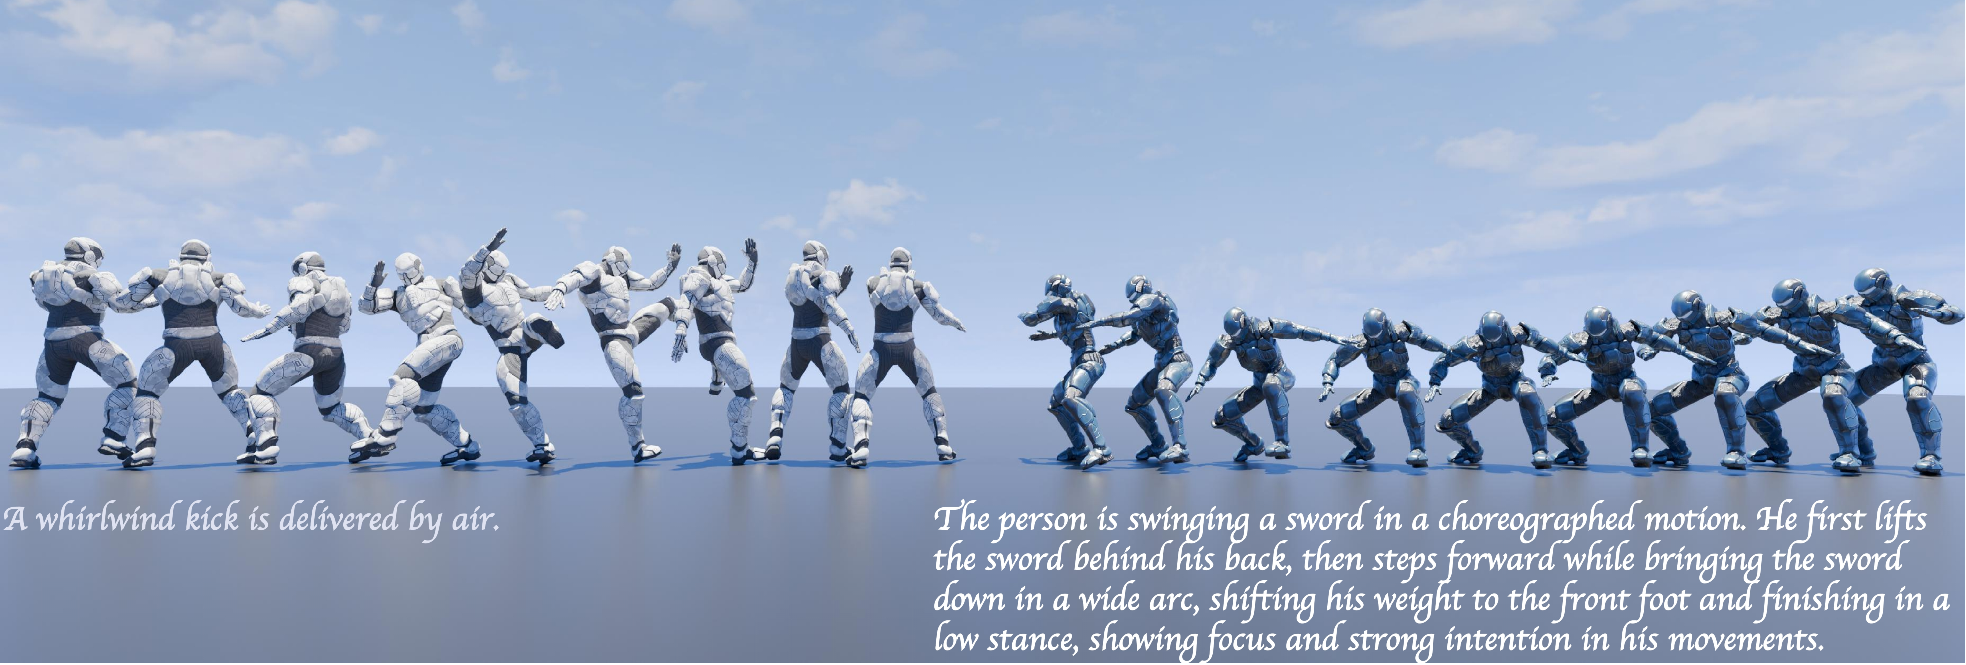 A whirlwind kick is delivered by air.
The person is swinging a sword in a choreographed motion. He first lifts
the sword behind his back, then steps forward while bringing the sword
down in a wide arc, shifting his weight to the front foot and finishing in a
low stance, showing focus and strong intention in his movements.